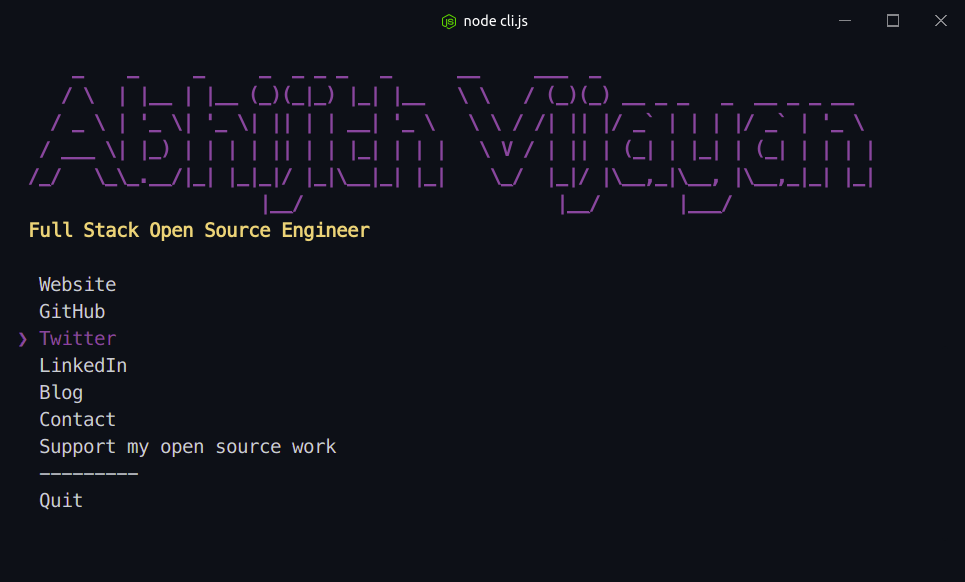 node cli.js
Abhijith Vijayan
Full Stack Open Source Engineer
Website
GitHub
❯ Twitter
LinkedIn
Blog
Contact
Support my open source work
---------
Quit